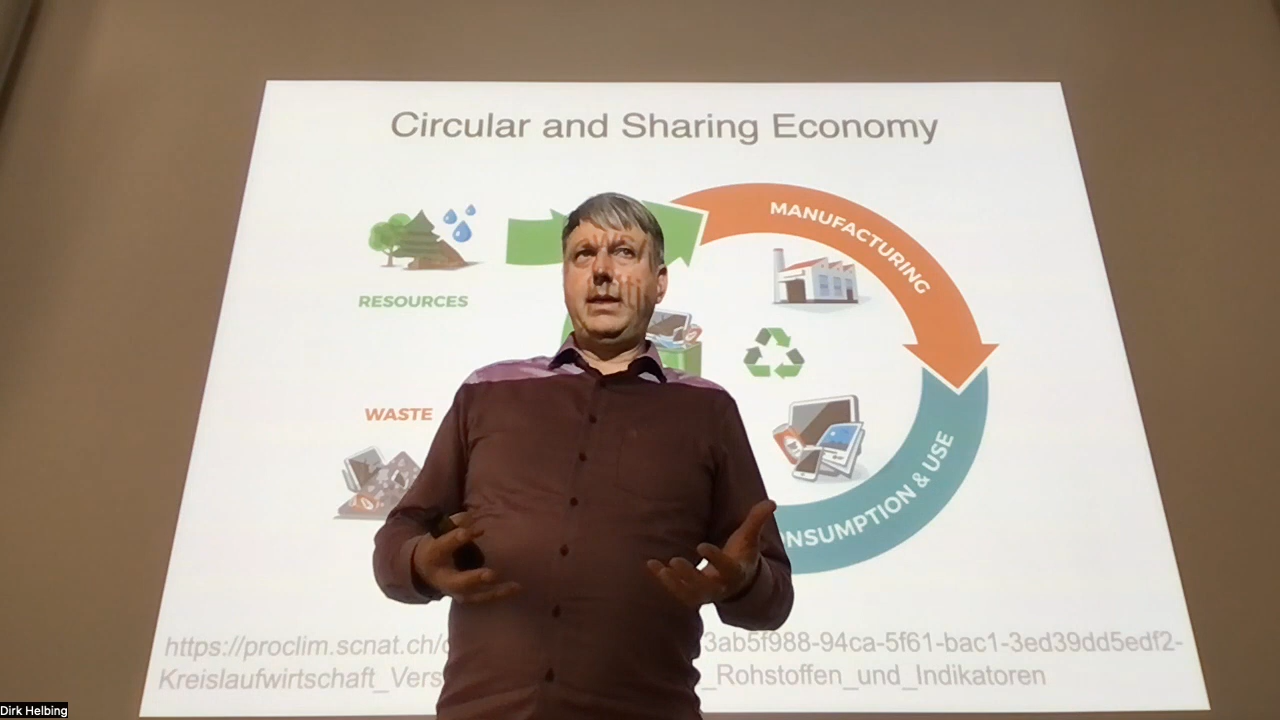 Circular and Sharing Economy
MANUFACTURING
RESOURCES
WASTE
NSUMPTION & USE
https://proclim.scnat.ch/ 3ab5f988-94ca-5f61-bac1-3ed39dd5edf2-
Kreislaufwirtschaft_Vers _Rohstoffen_und_Indikatoren
Dirk Helbing